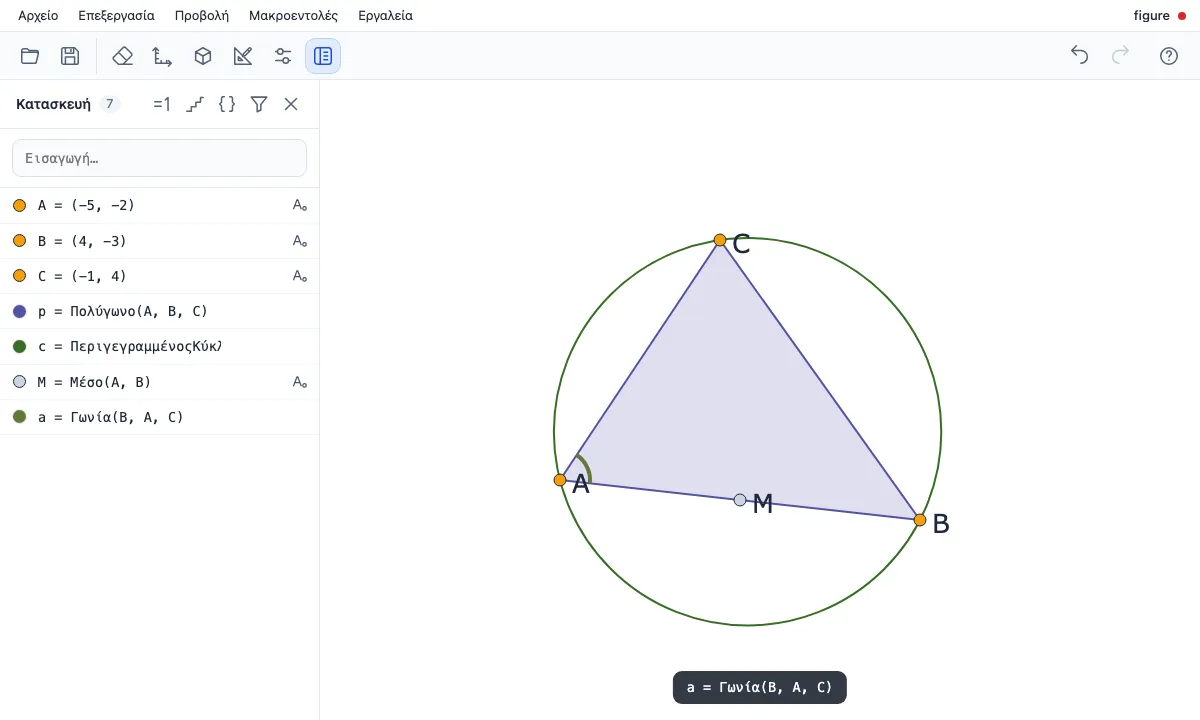 Αρχείο Επεξεργασία Προβολή Μακροεντολές Εργαλεία figure
Κατασκευή 7 =1 {}
Εισαγωγή…
A = (−5, −2)
B = (4, −3)
C = (−1, 4)
p = Πολύγωνο(A, B, C)
c = ΠεριγεγραμμένοςΚύκλ
M = Μέσο(A, B)
a = Γωνία(B, A, C)
C
A
M
B
a = Γωνία(B, A, C)